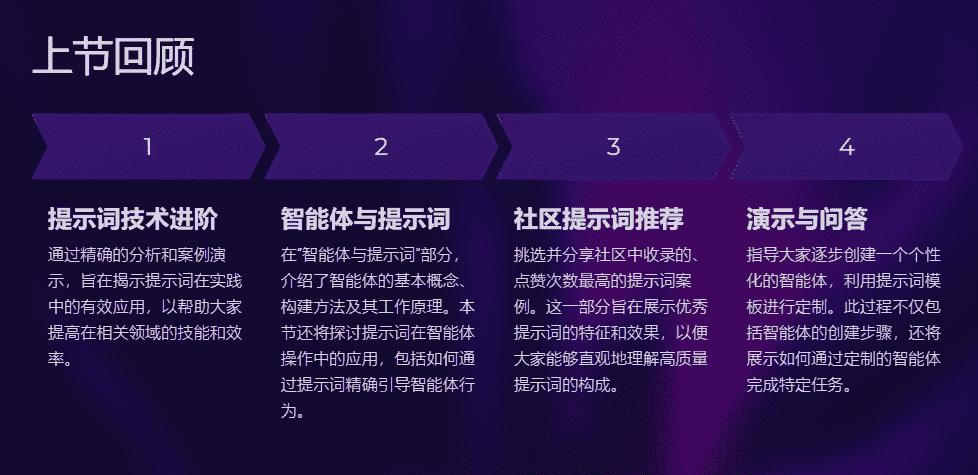 上节回顾
1
2
3
4
提示词技术进阶
通过精确的分析和案例演
示，旨在揭示提示词在实践
中的有效应用，以帮助大家
提高在相关领域的技能和效
率。
智能体与提示词
在"智能体与提示词"部分，
介绍了智能体的基本概念、
构建方法及其工作原理。本
节还将探讨提示词在智能体
操作中的应用，包括如何通
过提示词精确引导智能体行
为。
社区提示词推荐
挑选并分享社区中收录的、
点赞次数最高的提示词案
例。这一部分旨在展示优秀
提示词的特征和效果，以便
大家能够直观地理解高质量
提示词的构成。
演示与问答
指导大家逐步创建一个个性
化的智能体，利用提示词模
板进行定制。此过程不仅包
括智能体的创建步骤，还将
展示如何通过定制的智能体
完成特定任务。